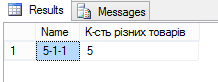 Results Messages
Name К-сть різних товарів
1 5-1-1 5